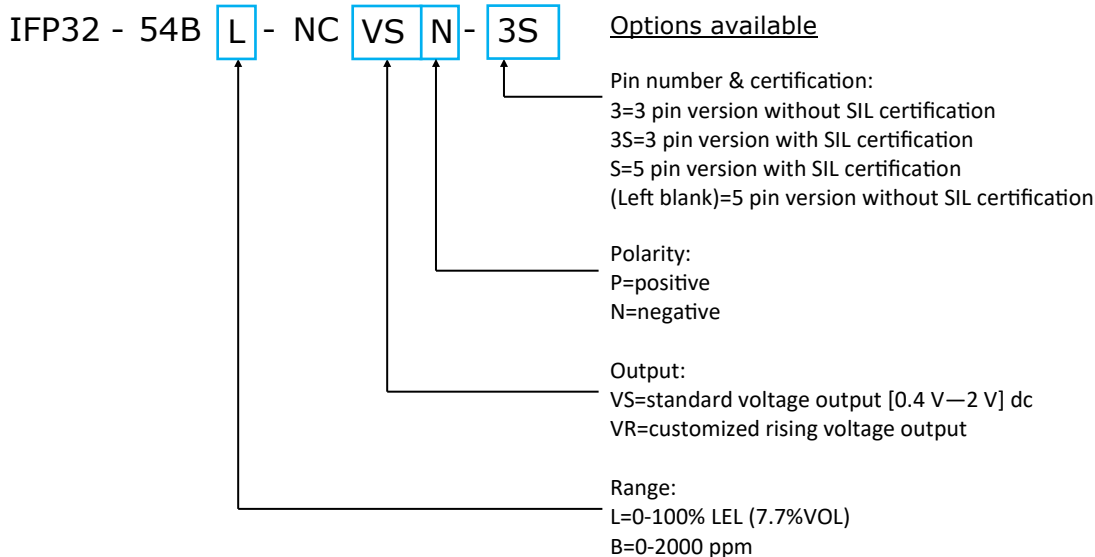 IFP32 - 54B L - NC VS N - 3S
Options available
Pin number & certification:
3=3 pin version without SIL certification
3S=3 pin version with SIL certification
S=5 pin version with SIL certification
(Left blank)=5 pin version without SIL certification
Polarity:
P=positive
N=negative
Output:
VS=standard voltage output [0.4 V—2 V] dc
VR=customized rising voltage output
Range:
L=0-100% LEL (7.7%VOL)
B=0-2000 ppm